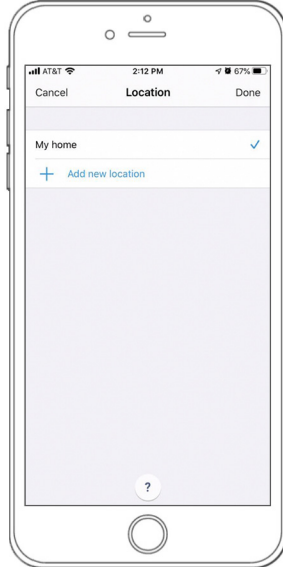 AT&T 2:12 PM 67%
Cancel Location Done
My home
+ Add new location
?